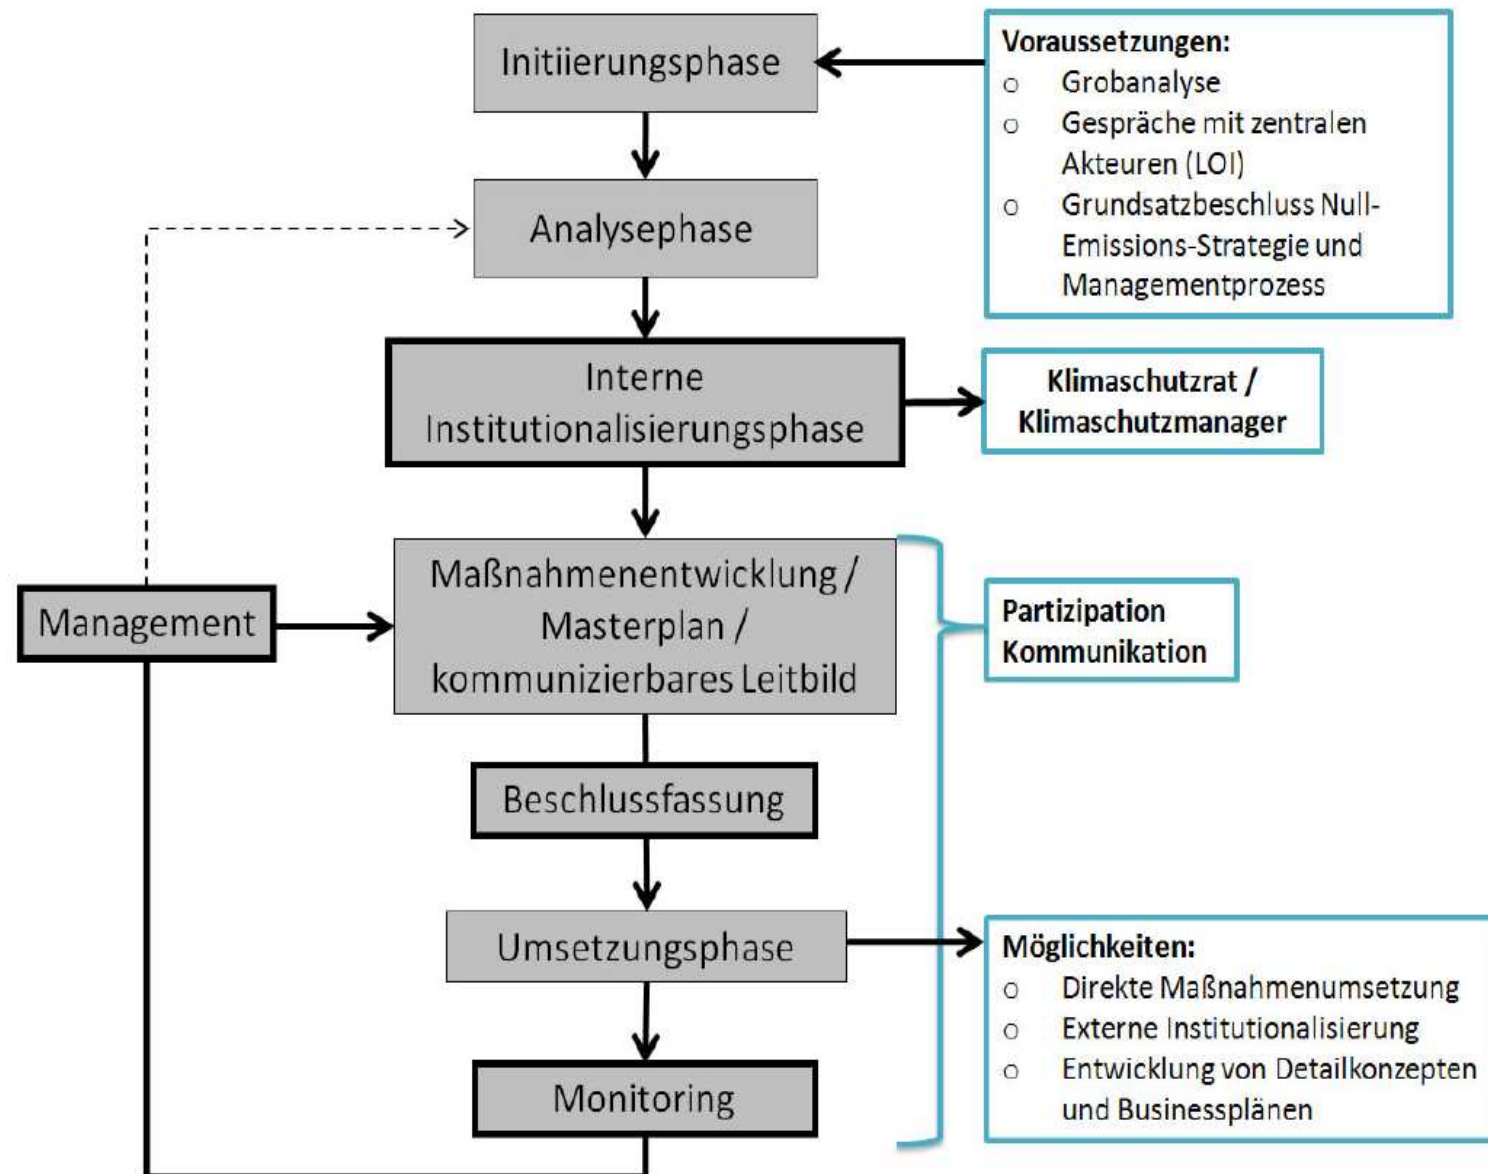 Initiierungsphase
Voraussetzungen:
o Grobanalyse
o Gespräche mit zentralen
Akteuren (LOI)
o Grundsatzbeschluss Null-
Emissions-Strategie und
Managementprozess
Analysephase
Interne
Institutionalisierungsphase
Klimaschutzrat /
Klimaschutzmanager
Management
Maßnahmenentwicklung /
Masterplan /
kommunizierbares Leitbild
Partizipation
Kommunikation
Beschlussfassung
Umsetzungsphase
Möglichkeiten:
o Direkte Maßnahmenumsetzung
o Externe Institutionalisierung
o Entwicklung von Detailkonzepten
und Businessplänen
Monitoring